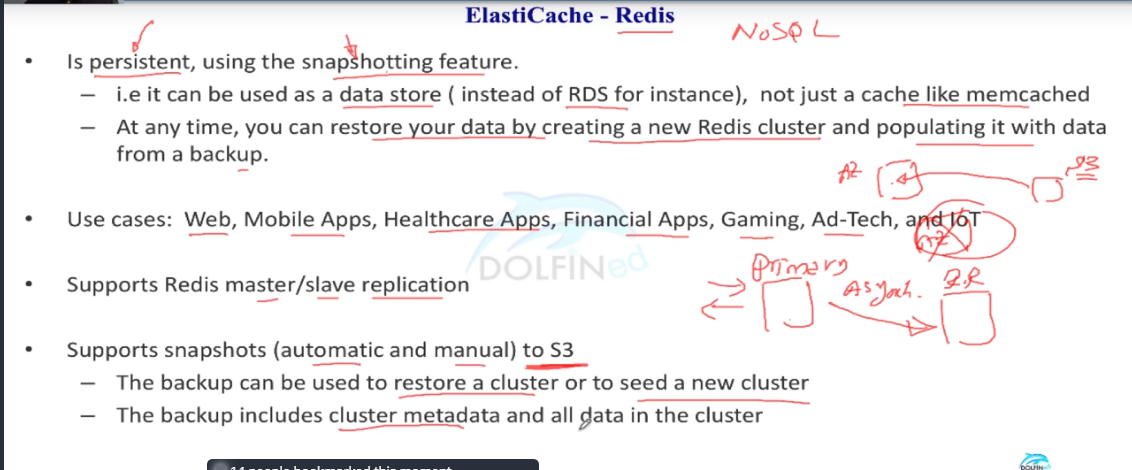 ElastiCache - Redis
NoSQL
• Is persistent, using the snapshotting feature.
– i.e it can be used as a data store ( instead of RDS for instance), not just a cache like memcached
– At any time, you can restore your data by creating a new Redis cluster and populating it with data
from a backup.
AZ S3
• Use cases: Web, Mobile Apps, Healthcare Apps, Financial Apps, Gaming, Ad-Tech, and IoT
AZ
DOLFINed
Primary
Asynch. R.R
• Supports Redis master/slave replication
• Supports snapshots (automatic and manual) to S3
– The backup can be used to restore a cluster or to seed a new cluster
– The backup includes cluster metadata and all data in the cluster
DOLFINed